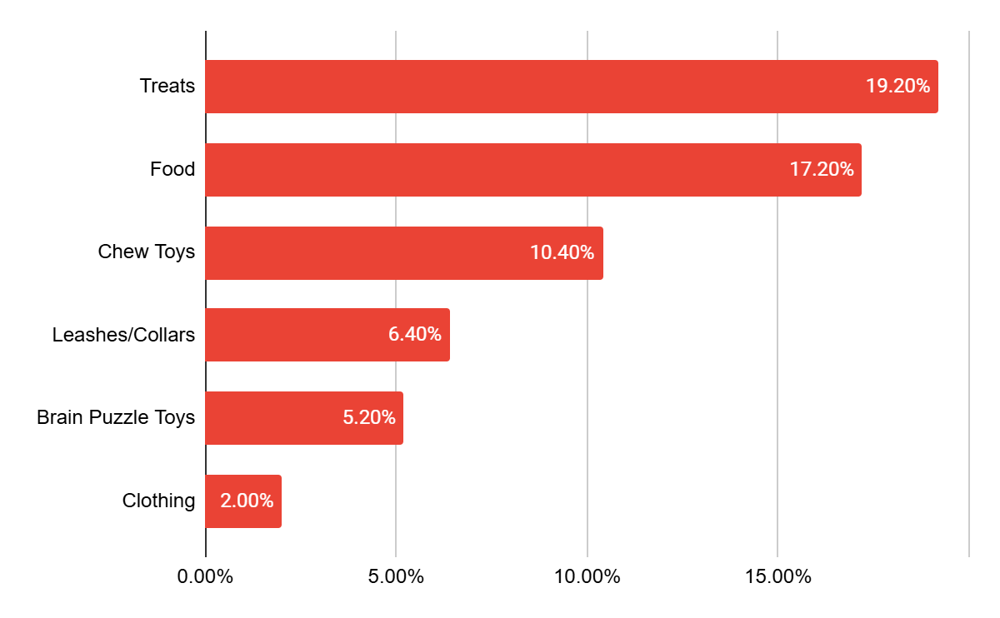 Treats
19.20%
Food
17.20%
Chew Toys
10.40%
Leashes/Collars
6.40%
Brain Puzzle Toys
5.20%
Clothing
2.00%
0.00%
5.00%
10.00%
15.00%